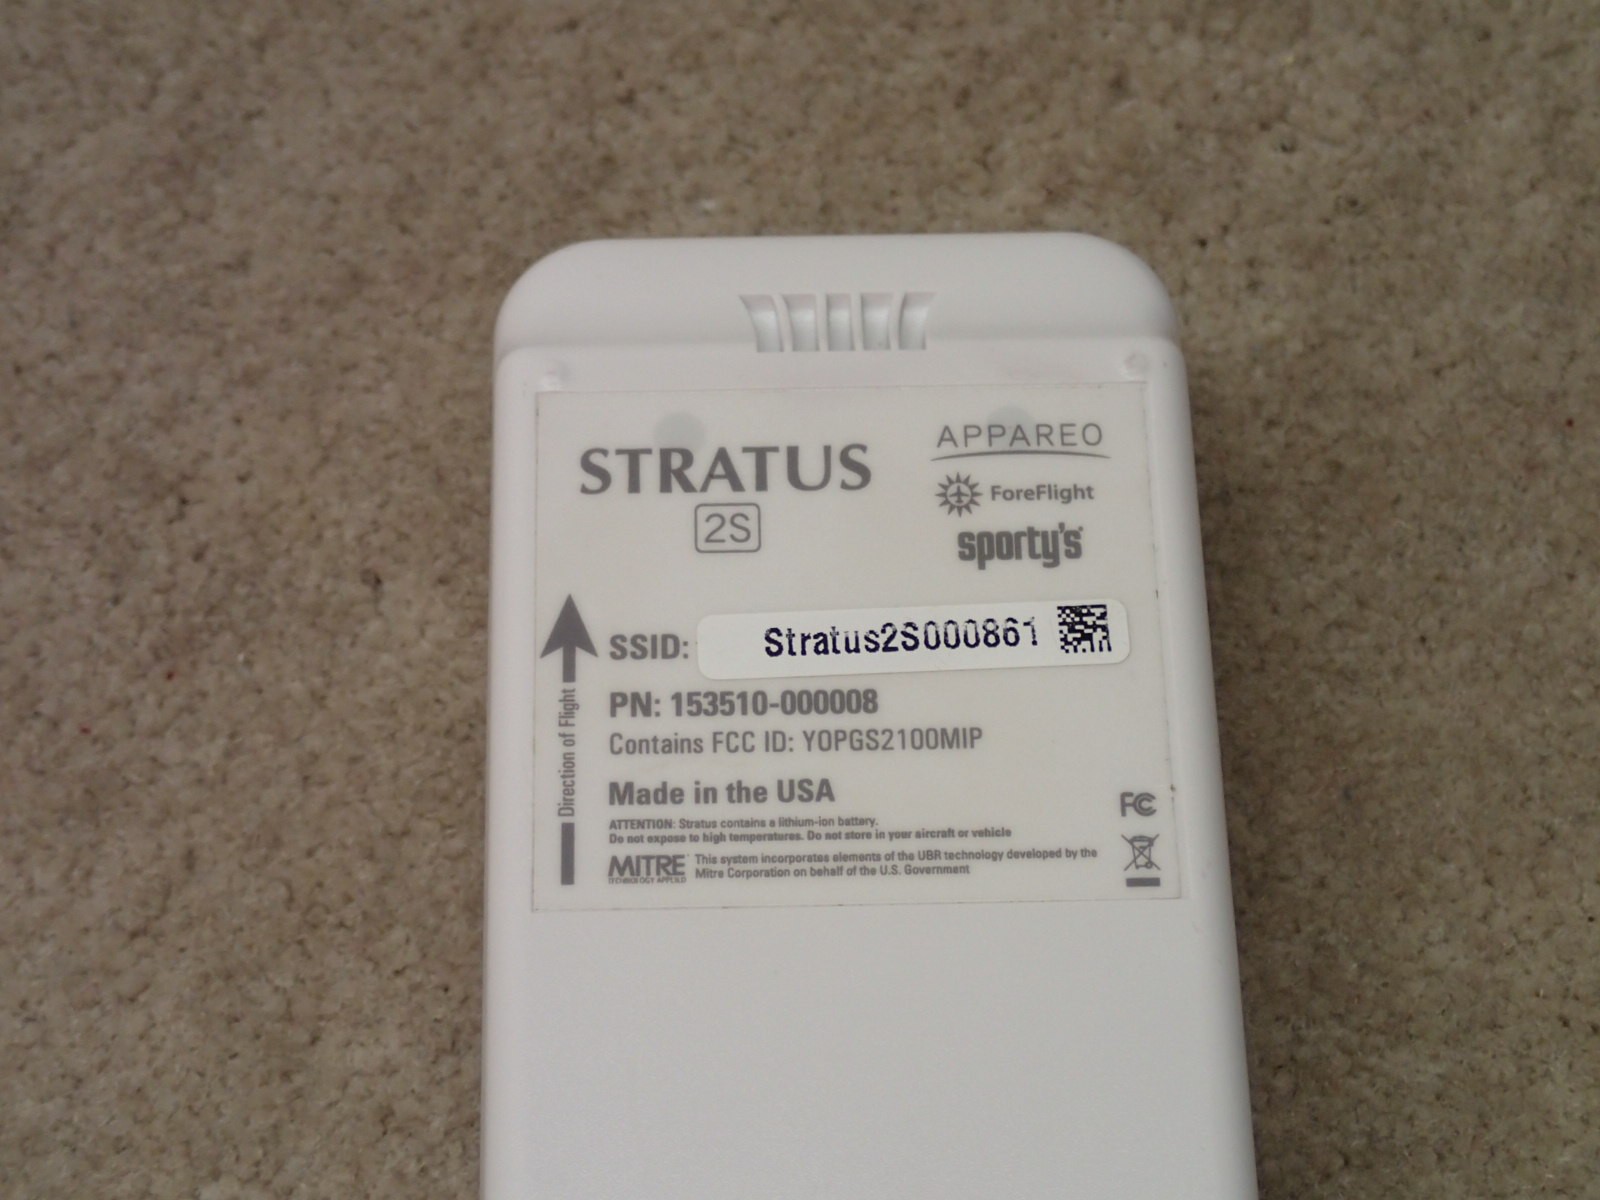 STRATUS
2S
APPAREO
ForeFlight
sporty's
SSID: Stratus2S000861
PN: 153510-000008
Contains FCC ID: YOPGS2100MIP
Made in the USA
ATTENTION: Stratus contains a lithium-ion battery.
Do not expose to high temperatures. Do not store in your aircraft or vehicle
MITRE
TECHNOLOGY APPLIED
This system incorporates elements of the UBR technology developed by the
Mitre Corporation on behalf of the U.S. Government
Direction of Flight
FC